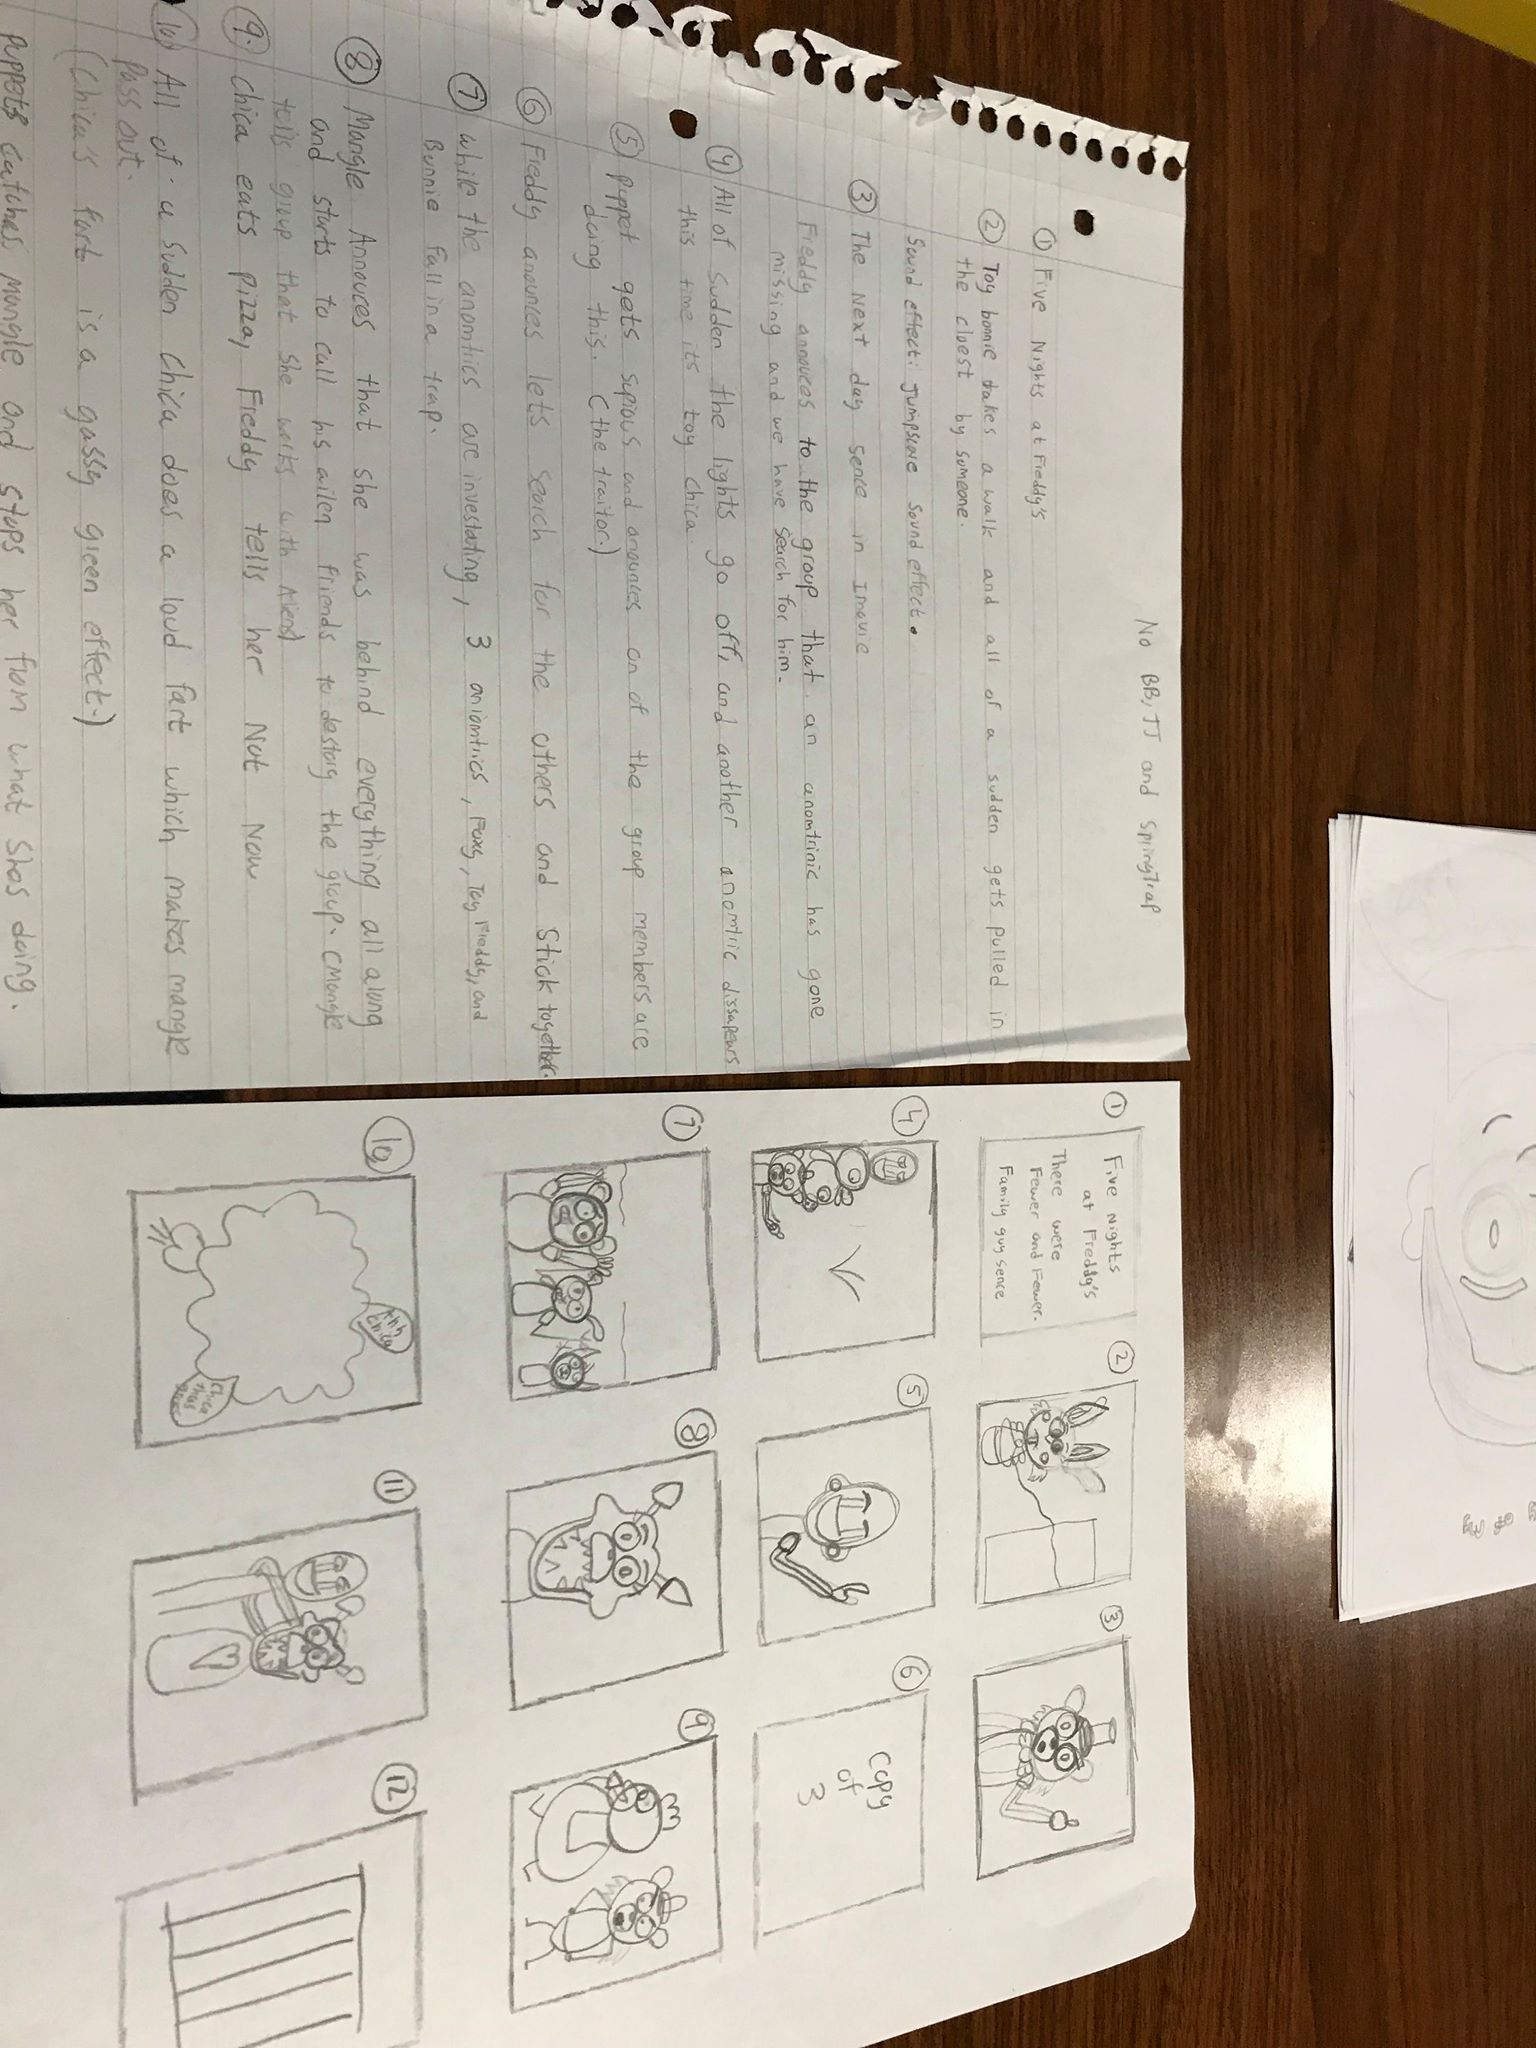 No BB, JJ and SpringTrap
① Five Nights at Freddy's
② Toy bonnie takes a walk and all of a sudden gets pulled in
the cloest by someone.
Sound effect: Jumpscare Sound effect.
③ The Next day sence in Imovie
Freddy annouces to the group that an anomtrinic has gone
missing and we have search for him.
④ All of Sudden the lights go off, and another anomtric dissapears
this time its toy chica.
⑤ Puppet gets supious and anounces on of the group members are
doing this. (the traitor.)
⑥ Freddy anounces lets search for the others and Stick together.
⑦ while the anomtics are investating, 3 aniomtrics, Foxy, Toy Freddy, and
Bonnie fall in a trap.
⑧ Mangle Annouces that she was behind everything all along
and starts to call his ailen friends to destory the group. (Mangle
tells group that she works with Aliens)
9. Chica eats pizza, Freddy tells her Not Now
10 All of a sudden Chica does a loud fart which makes mangle
Pass out.
(Chica's fart is a gassy green effect.)
puppets catches mangle and stops her from what shes doing.
①
Five Nights
at Freddy's
There were
Fewer and Fewer.
Family guy sence
②
③
④
⑤
⑥
Copy
of
3
⑦
⑧
⑨
10
Ahh
Chica
Chica
11
12